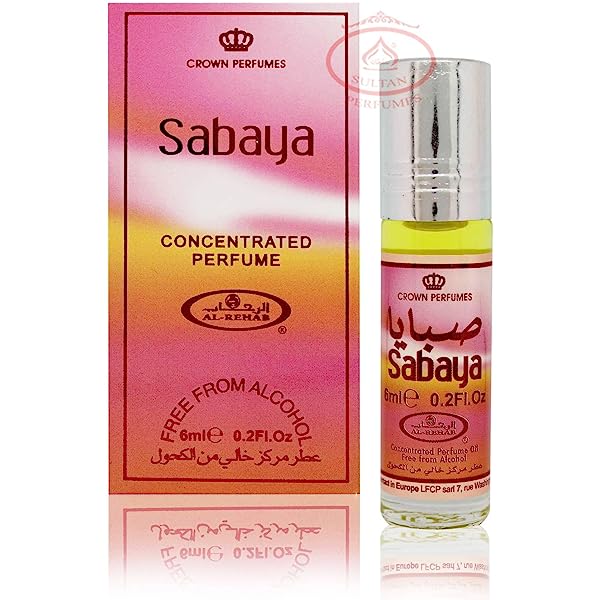 CROWN PERFUMES
Sabaya
CONCENTRATED
PERFUME
الرحاب
AL-REHAB
®
FREE FROM ALCOHOL
6ml℮ 0.2Fl.Oz
عطر مركز خالي من الكحول
SULTAN
PERFUMES
CROWN PERFUMES
صبايا
Sabaya
6ml℮ 0.2Fl.Oz
الرحاب
AL-REHAB
Concentrated Perfume Oil
Free from Alcohol
عطر مركز خالي من الكحول
in Europe LFCP sarl 7, rue